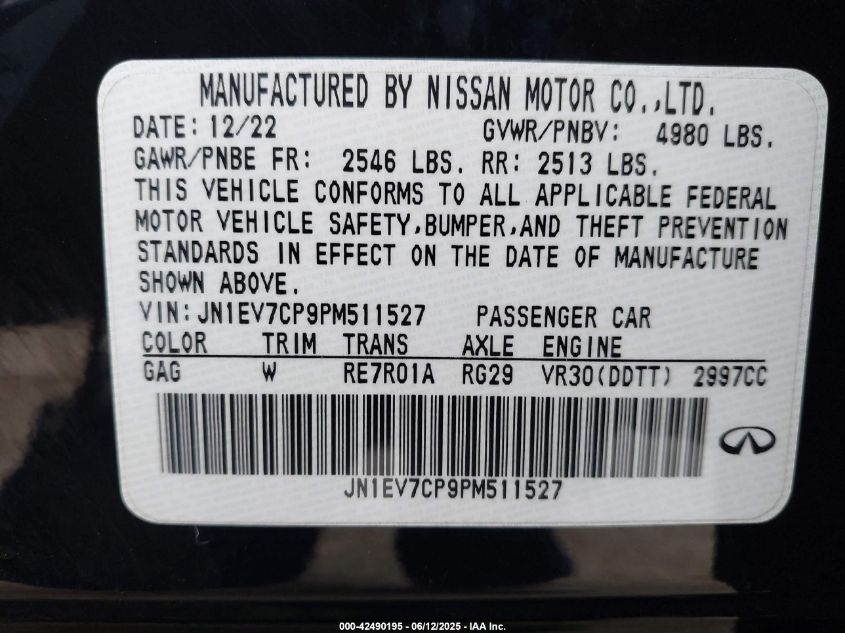 MANUFACTURED BY NISSAN MOTOR CO.,LTD.
DATE: 12/22 GVWR/PNBV: 4980 LBS.
GAWR/PNBE FR: 2546 LBS. RR: 2513 LBS.
THIS VEHICLE CONFORMS TO ALL APPLICABLE FEDERAL
MOTOR VEHICLE SAFETY,BUMPER,AND THEFT PREVENTION
STANDARDS IN EFFECT ON THE DATE OF MANUFACTURE
SHOWN ABOVE.
VIN: JN1EV7CP9PM511527 PASSENGER CAR
COLOR TRIM TRANS AXLE ENGINE
GAG W RE7R01A RG29 VR30(DDTT) 2997CC
JN1EV7CP9PM511527
000-42490195 - 06/12/2025 - IAA Inc.